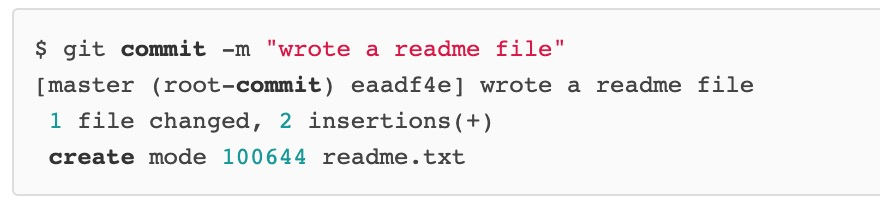 $ git commit -m "wrote a readme file"
[master (root-commit) eaadf4e] wrote a readme file
1 file changed, 2 insertions(+)
create mode 100644 readme.txt